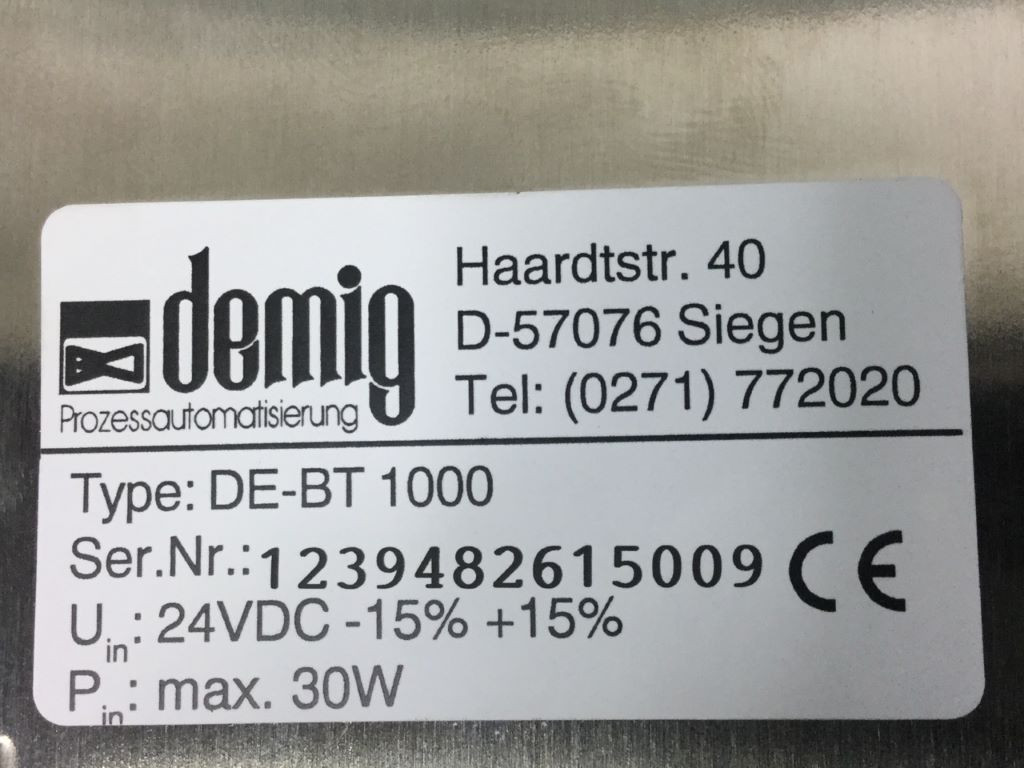 demig
Prozessautomatisierung
Haardtstr. 40
D-57076 Siegen
Tel: (0271) 772020
Type: DE-BT 1000
Ser.Nr.: 1239482615009 CE
Uin: 24VDC -15% +15%
Pin: max. 30W